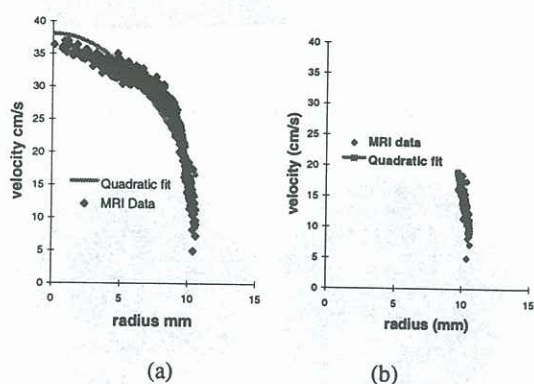 40
35
30
25
20
15
10
5
0
velocity cm/s
Quadratic fit
MRI Data
0 5 10 15
radius mm
(a)
40
35
30
25
20
15
10
5
0
velocity (cm/s)
MRI data
Quadratic fit
0 5 10 15
radius (mm)
(b)